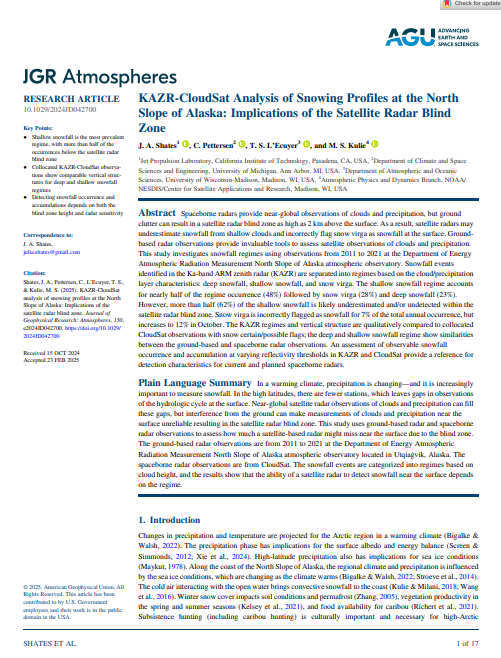 Check for update
AGU
ADVANCING
EARTH AND
SPACE SCIENCES
JGR Atmospheres
RESEARCH ARTICLE
10.1029/2024JD042700
Key Points:
• Shallow snowfall is the most prevalent
regime, with more than half of the
occurrences below the satellite radar
blind zone
• Collocated KAZR-CloudSat observa-
tions show comparable vertical struc-
tures for deep and shallow snowfall
regimes
• Detecting snowfall occurrence and
accumulation depends on both the
blind zone height and radar sensitivity
Correspondence to:
J. A. Shates,
julia.shates@gmail.com
Citation:
Shates, J. A., Pettersen, C., L'Ecuyer, T. S.,
& Kulie, M. S. (2025). KAZR-CloudSat
analysis of snowing profiles at the North
Slope of Alaska: Implications of the
satellite radar blind zone. Journal of
Geophysical Research: Atmospheres, 130,
e2024JD042700. https://doi.org/10.1029/
2024JD042700
Received 15 OCT 2024
Accepted 23 FEB 2025
© 2025. American Geophysical Union. All
Rights Reserved. This article has been
contributed to by U.S. Government
employees and their work is in the public
domain in the USA.
KAZR-CloudSat Analysis of Snowing Profiles at the North
Slope of Alaska: Implications of the Satellite Radar Blind
Zone
J. A. Shates1, C. Pettersen2, T. S. L'Ecuyer3, and M. S. Kulie4
1Jet Propulsion Laboratory, California Institute of Technology, Pasadena, CA, USA, 2Department of Climate and Space
Sciences and Engineering, University of Michigan, Ann Arbor, MI, USA, 3Department of Atmospheric and Oceanic
Sciences, University of Wisconsin-Madison, Madison, WI, USA, 4Atmospheric Physics and Dynamics Branch, NOAA/
NESDIS/Center for Satellite Applications and Research, Madison, WI, USA
Abstract Spaceborne radars provide near-global observations of clouds and precipitation, but ground
clutter can result in a satellite radar blind zone as high as 2 km above the surface. As a result, satellite radars may
underestimate snowfall from shallow clouds and incorrectly flag snow virga as snowfall at the surface. Ground-
based radar observations provide invaluable tools to assess satellite observations of clouds and precipitation.
This study investigates snowfall regimes using observations from 2011 to 2021 at the Department of Energy
Atmospheric Radiation Measurement North Slope of Alaska atmospheric observatory. Snowfall events
identified in the Ka-band ARM zenith radar (KAZR) are separated into regimes based on the cloud/precipitation
layer characteristics: deep snowfall, shallow snowfall, and snow virga. The shallow snowfall regime accounts
for nearly half of the regime occurrence (48%) followed by snow virga (28%) and deep snowfall (23%).
However, more than half (62%) of the shallow snowfall is likely underestimated and/or undetected within the
satellite radar blind zone. Snow virga is incorrectly flagged as snowfall for 7% of the total annual occurrence, but
increases to 12% in October. The KAZR regimes and vertical structure are qualitatively compared to collocated
CloudSat observations with snow certain/possible flags; the deep and shallow snowfall regime show similarities
between the ground-based and spaceborne radar observations. An assessment of observable snowfall
occurrence and accumulation at varying reflectivity thresholds in KAZR and CloudSat provide a reference for
detection characteristics for current and planned spaceborne radars.
Plain Language Summary In a warming climate, precipitation is changing—and it is increasingly
important to measure snowfall. In the high latitudes, there are fewer stations, which leaves gaps in observations
of the hydrologic cycle at the surface. Near-global satellite radar observations of clouds and precipitation can fill
these gaps, but interference from the ground can make measurements of clouds and precipitation near the
surface unreliable resulting in the satellite radar blind zone. This study uses ground-based radar and spaceborne
radar observations to assess how much a satellite-based radar might miss near the surface due to the blind zone.
The ground-based radar observations are from 2011 to 2021 at the Department of Energy Atmospheric
Radiation Measurement North Slope of Alaska atmosphere observatory located in Utqiaġvik, Alaska. The
spaceborne radar observations are from CloudSat. The snowfall events are categorized into regimes based on
cloud height, and the results show that the ability of a satellite radar to detect snowfall near the surface depends
on the regime.
1. Introduction
Changes in precipitation and temperature are projected for the Arctic region in a warming climate (Bigalke &
Walsh, 2022). The precipitation phase has implications for the surface albedo and energy balance (Screen &
Simmonds, 2012; Xie et al., 2024). High-latitude precipitation also has implications for sea ice conditions
(Maykut, 1978). Along the coast of the North Slope of Alaska, the regional climate and precipitation is influenced
by the sea ice conditions, which are changing as the climate warms (Bigalke & Walsh, 2022; Stroeve et al., 2014).
The cold air interacting with the open water brings convective snowfall to the coast (Kulie & Milani, 2018; Wang
et al., 2016). Winter snow cover impacts soil conditions and permafrost (Zhang, 2005), vegetation productivity in
the spring and summer seasons (Kelsey et al., 2021), and food availability for caribou (Richert et al., 2021).
Subsistence hunting (including caribou hunting) is culturally important and necessary for high-Arctic
SHATES ET AL.
1 of 17